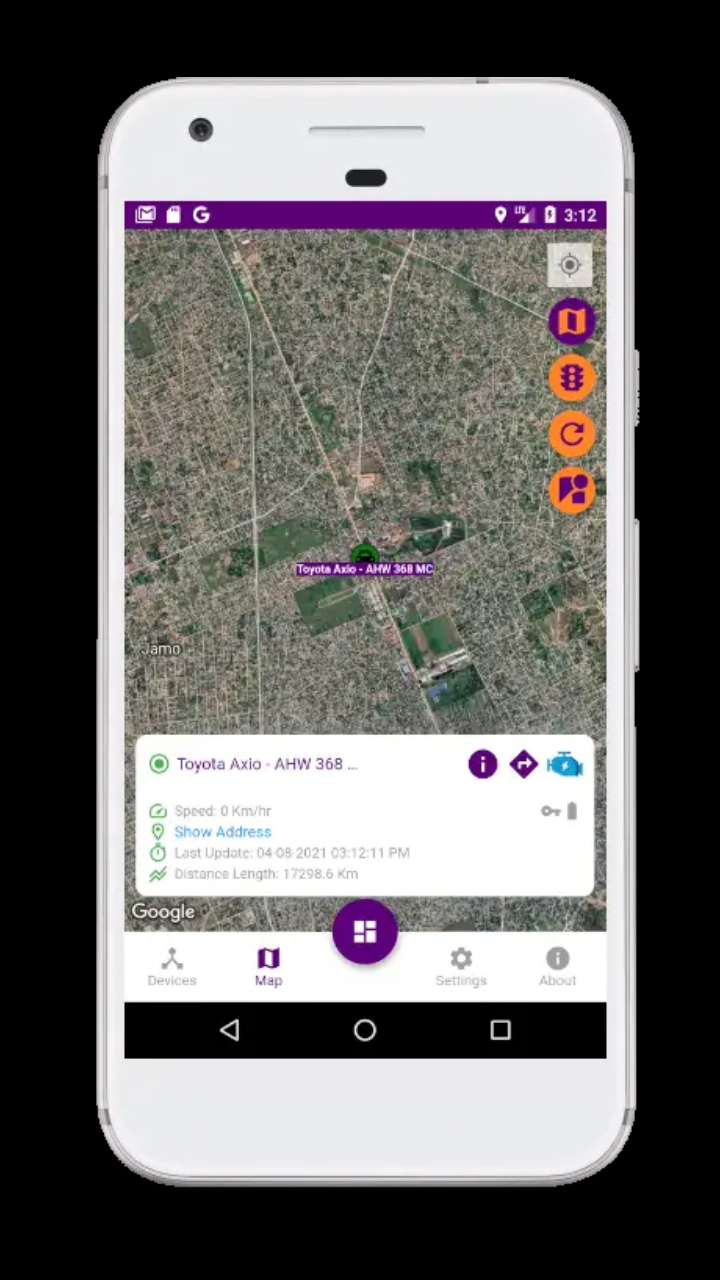 LTE 3:12
Toyota Axio - AHW 368 MC
Jamo
Toyota Axio - AHW 368 ...
Speed: 0 Km/hr
Show Address
Last Update: 04-08-2021 03:12:11 PM
Distance Length: 17298.6 Km
Google
Devices
Map
Settings
About